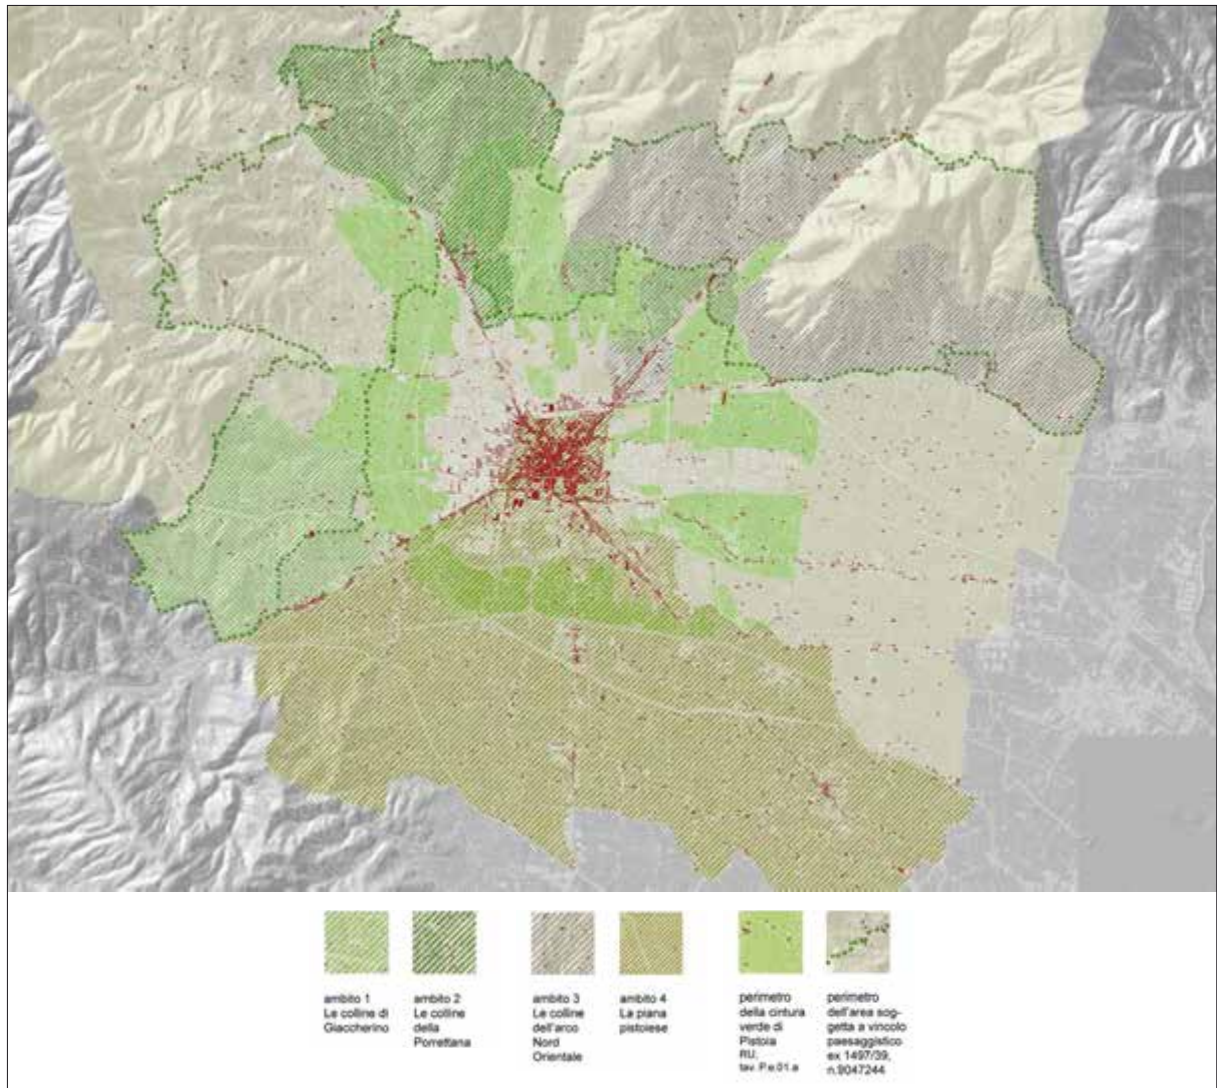 ambito 1
Le colline di
Giaccherino
ambito 2
Le colline
della
Porrettana
ambito 3
Le colline
dell'arco
Nord
Orientale
ambito 4
La piana
pistoiese
perimetro
della cintura
verde di
Pistoia
RU,
tav. P.e.01.a
perimetro
dell'area sog-
getta a vincolo
paesaggistico
ex 1497/39,
n.9047244